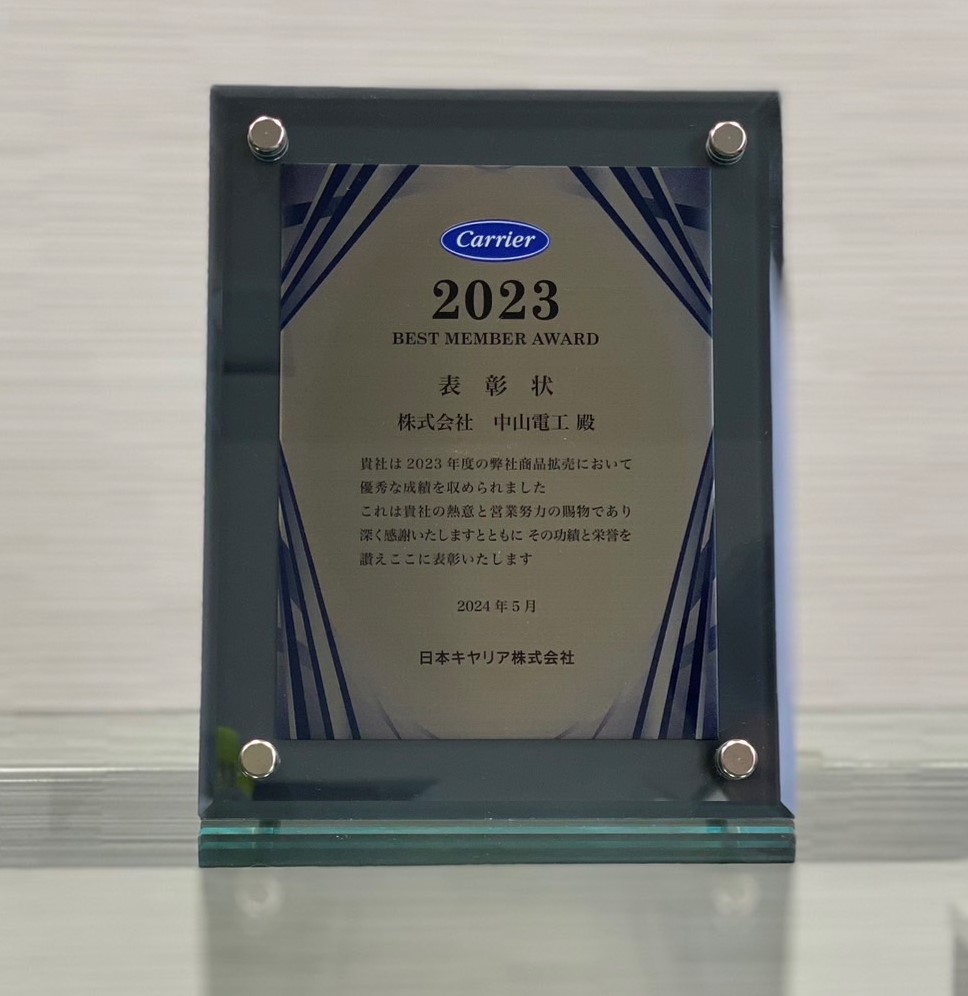 Carrier
2023
BEST MEMBER AWARD
表 彰 状
株式会社　中山電工 殿
貴社は 2023 年度の弊社商品拡売において
優秀な成績を収められました
これは貴社の熱意と営業努力の賜物であり
深く感謝いたしますとともに その功績と栄誉を
讃えここに表彰いたします
2024 年 5 月
日本キヤリア株式会社